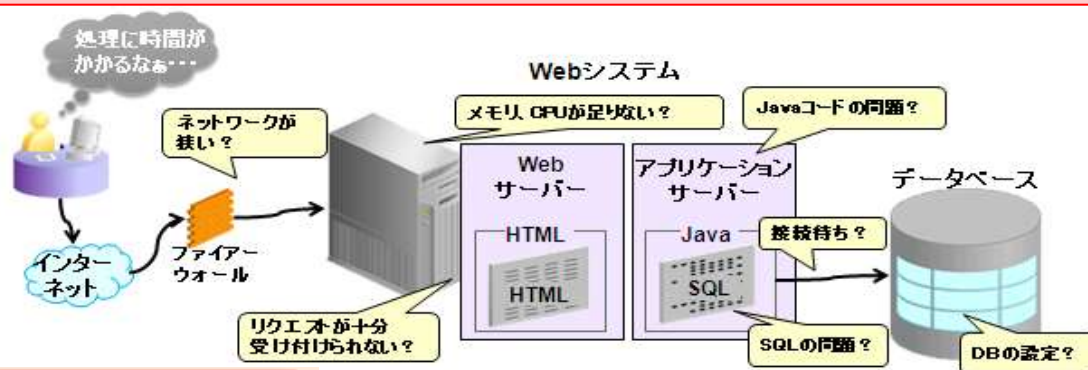 処理に時間が
かかるなぁ・・・
Webシステム
ネットワークが
狭い？
メモリ、CPUが足りない？
Javaコードの問題？
Web
サーバー
アプリケーション
サーバー
データベース
HTML
HTML
Java
SQL
接続待ち？
インター
ネット
ファイアー
ウォール
リクエストが十分
受け付けられない？
SQLの問題？
DBの設定？